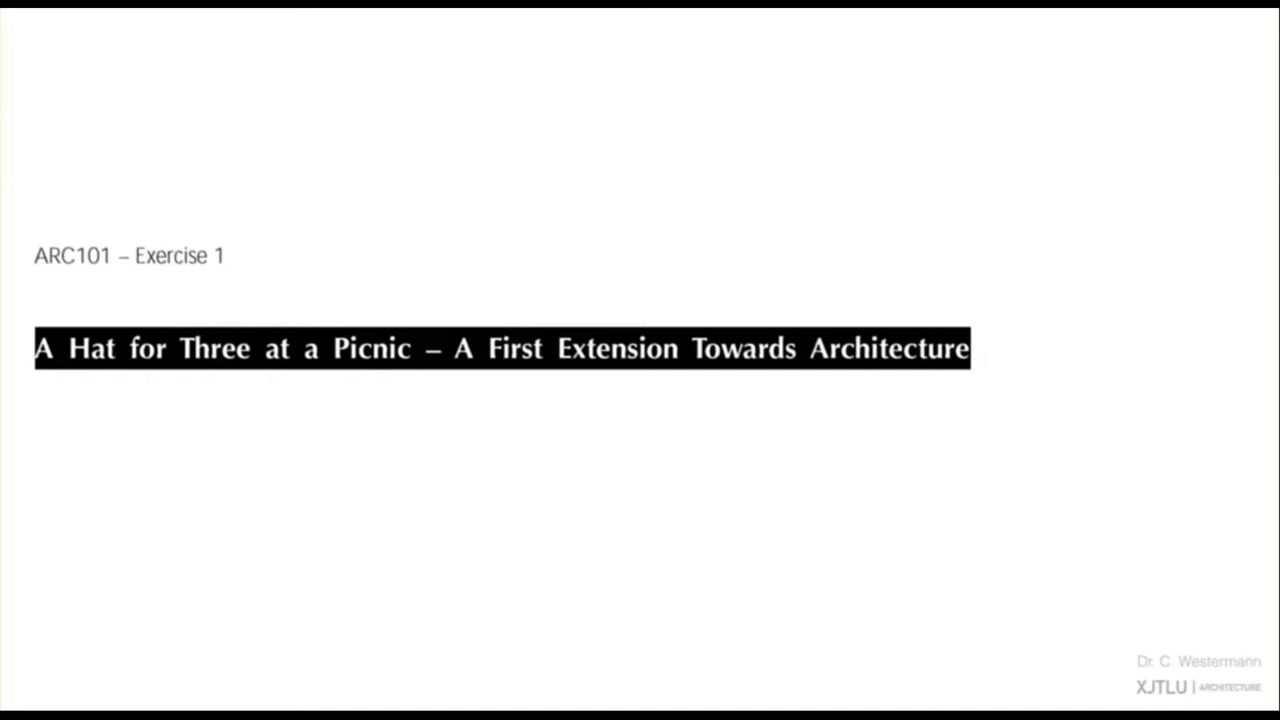 ARC101 – Exercise 1
A Hat for Three at a Picnic – A First Extension Towards Architecture
Dr. C. Westermann
XJTLU | ARCHITECTURE